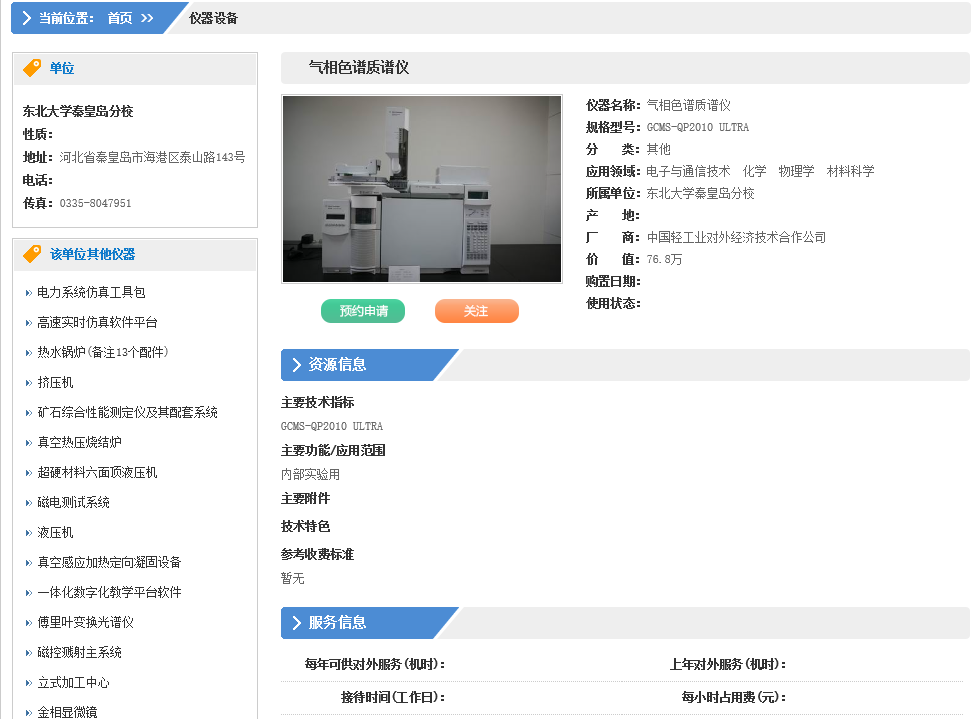 当前位置： 首页 >> 仪器设备
单位
东北大学秦皇岛分校
性质：
地址：河北省秦皇岛市海港区泰山路143号
电话：
传真：0335-8047951
该单位其他仪器
电力系统仿真工具包
高速实时仿真软件平台
热水锅炉(备注13个配件)
挤压机
矿石综合性能测定仪及其配套系统
真空热压烧结炉
超硬材料六面顶液压机
磁电测试系统
液压机
真空感应加热定向凝固设备
一体化数字化教学平台软件
傅里叶变换光谱仪
磁控溅射主系统
立式加工中心
金相显微镜
气相色谱质谱仪
仪器名称：气相色谱质谱仪
规格型号：GCMS-QP2010 ULTRA
分 类：其他
应用领域：电子与通信技术 化学 物理学 材料科学
所属单位：东北大学秦皇岛分校
产 地：
厂 商：中国轻工业对外经济技术合作公司
价 值：76.8万
购置日期：
使用状态：
预约申请 关注
资源信息
主要技术指标
GCMS-QP2010 ULTRA
主要功能/应用范围
内部实验用
主要附件
技术特色
参考收费标准
暂无
服务信息
每年可供对外服务(机时)： 上年对外服务(机时)：
接待时间(工作日)： 每小时占用费(元)：